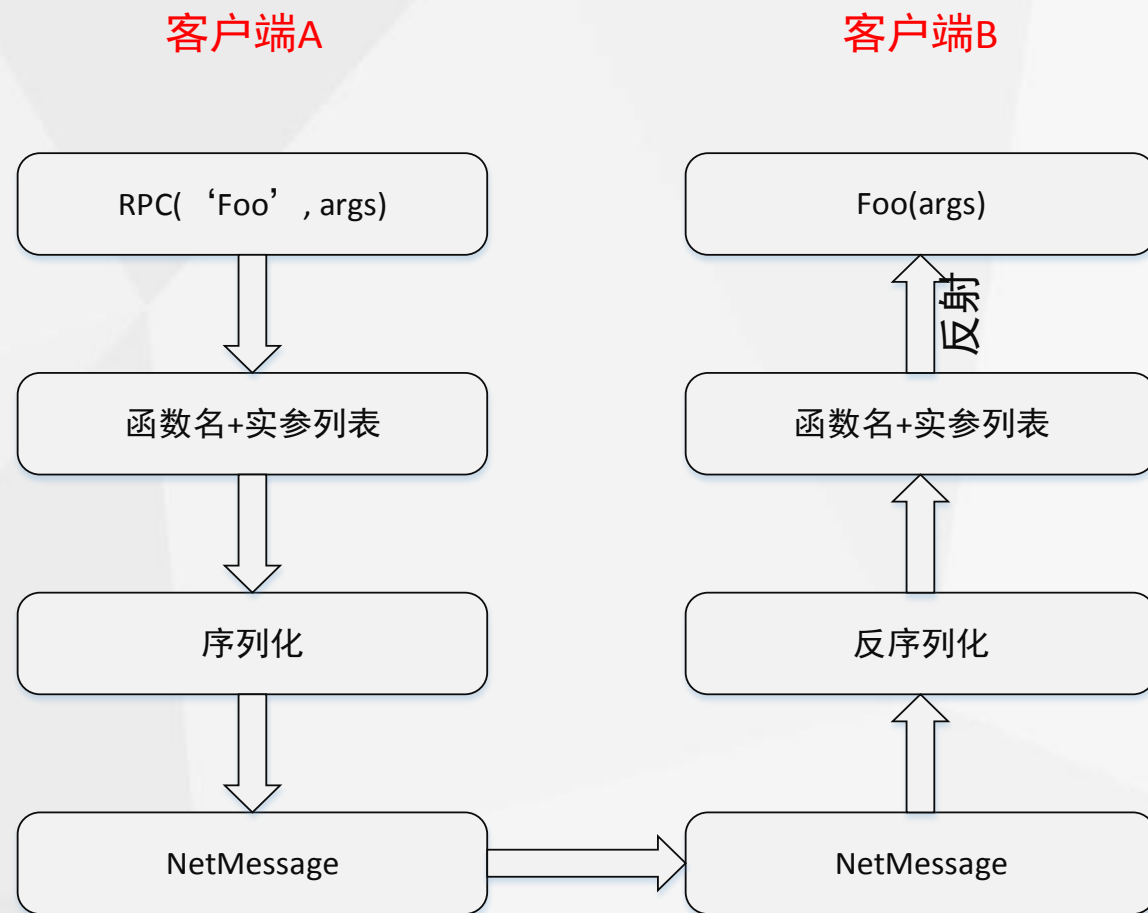 客户端A
客户端B
RPC( ‘Foo’ , args)
函数名+实参列表
序列化
NetMessage
Foo(args)
反射
函数名+实参列表
反序列化
NetMessage